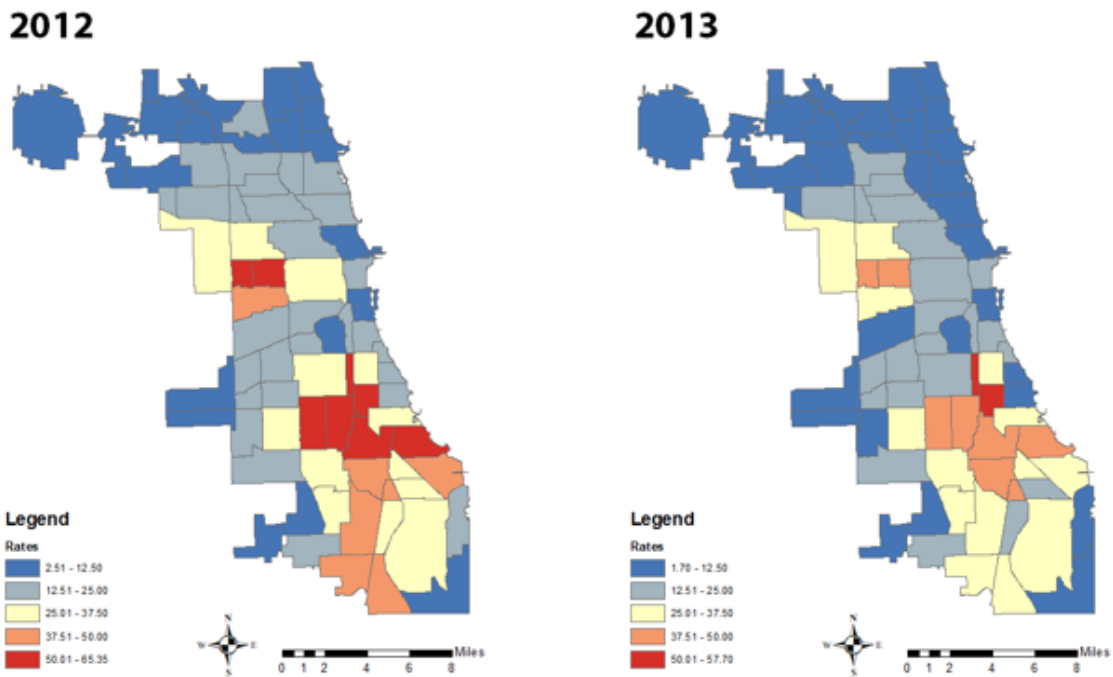 2012
2013
Legend
Rates
2.51 - 12.50
12.51 - 25.00
25.01 - 37.50
37.51 - 50.00
50.01 - 65.35
N
W E
S
0 1 2 4 6 8 Miles
Legend
Rates
1.70 - 12.50
12.51 - 25.00
25.01 - 37.50
37.51 - 50.00
50.01 - 57.70
N
W E
S
0 1 2 4 6 8 Miles